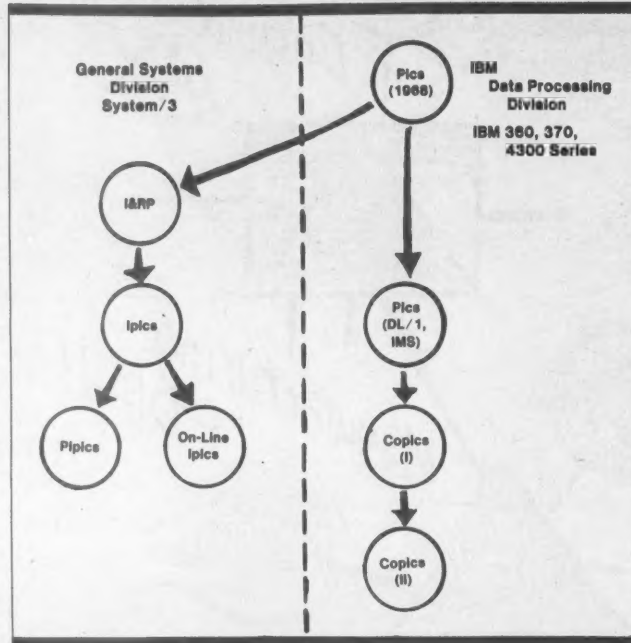 General Systems
Division
System/3
Pics
(1968)
IBM
Data Processing
Division
IBM 360, 370,
4300 Series
I&RP
Ipics
Pics
(DL/1,
IMS)
Pipics
On-Line
Ipics
Copics
(I)
Copics
(II)